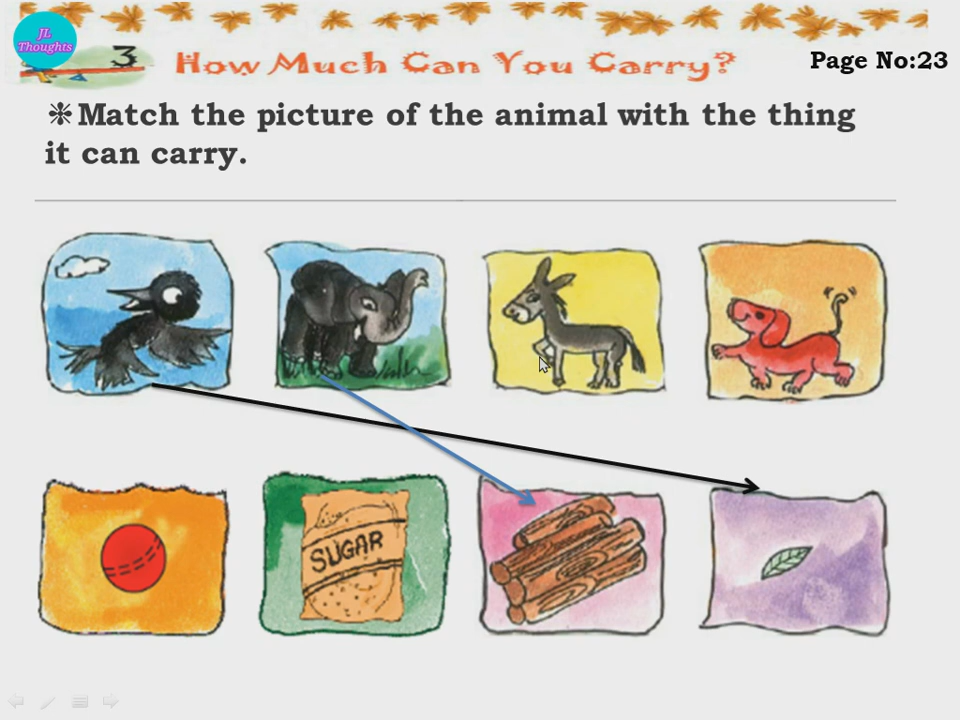 JL
Thoughts
3
How Much Can You Carry?
Page No:23
❉Match the picture of the animal with the thing
it can carry.
SUGAR